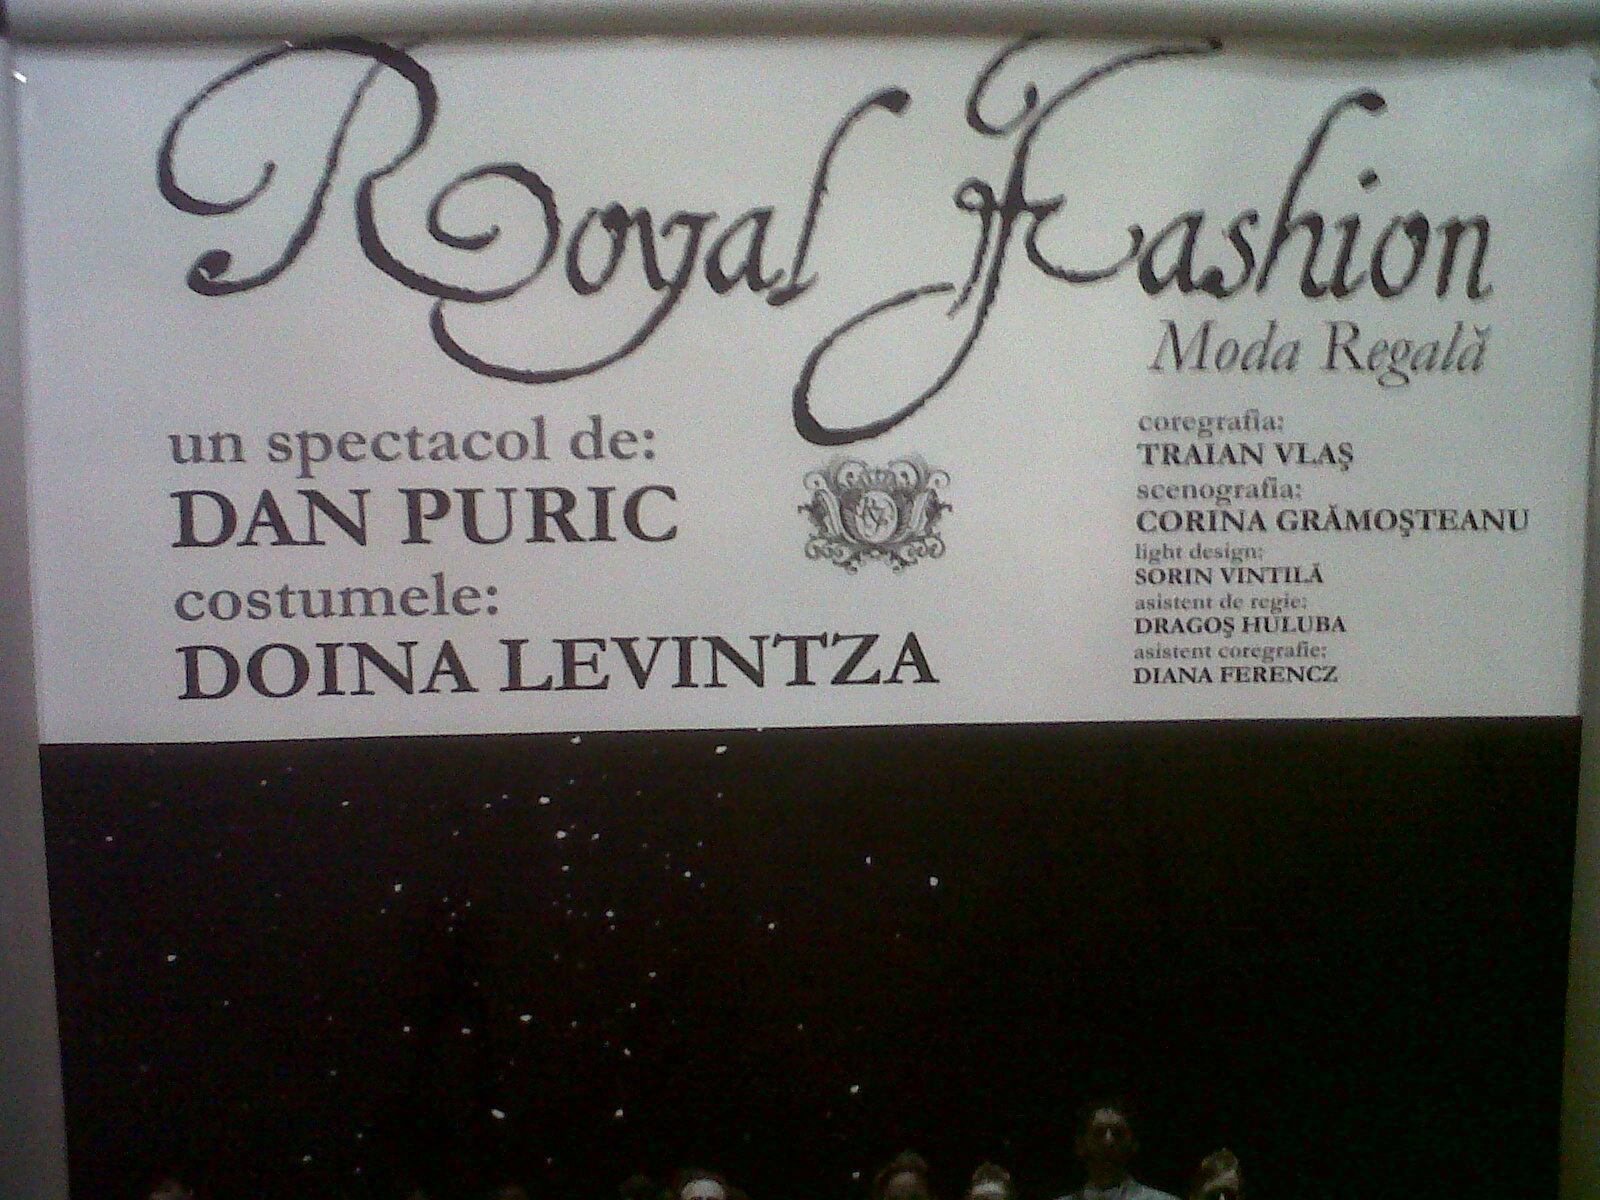 Royal Fashion
Moda Regală
un spectacol de:
DAN PURIC
costumele:
DOINA LEVINTZA
coregrafia:
TRAIAN VLAŞ
scenografia:
CORINA GRĂMOŞTEANU
light design:
SORIN VINTILĂ
asistent de regie:
DRAGOŞ HULUBA
asistent coregrafie:
DIANA FERENCZ